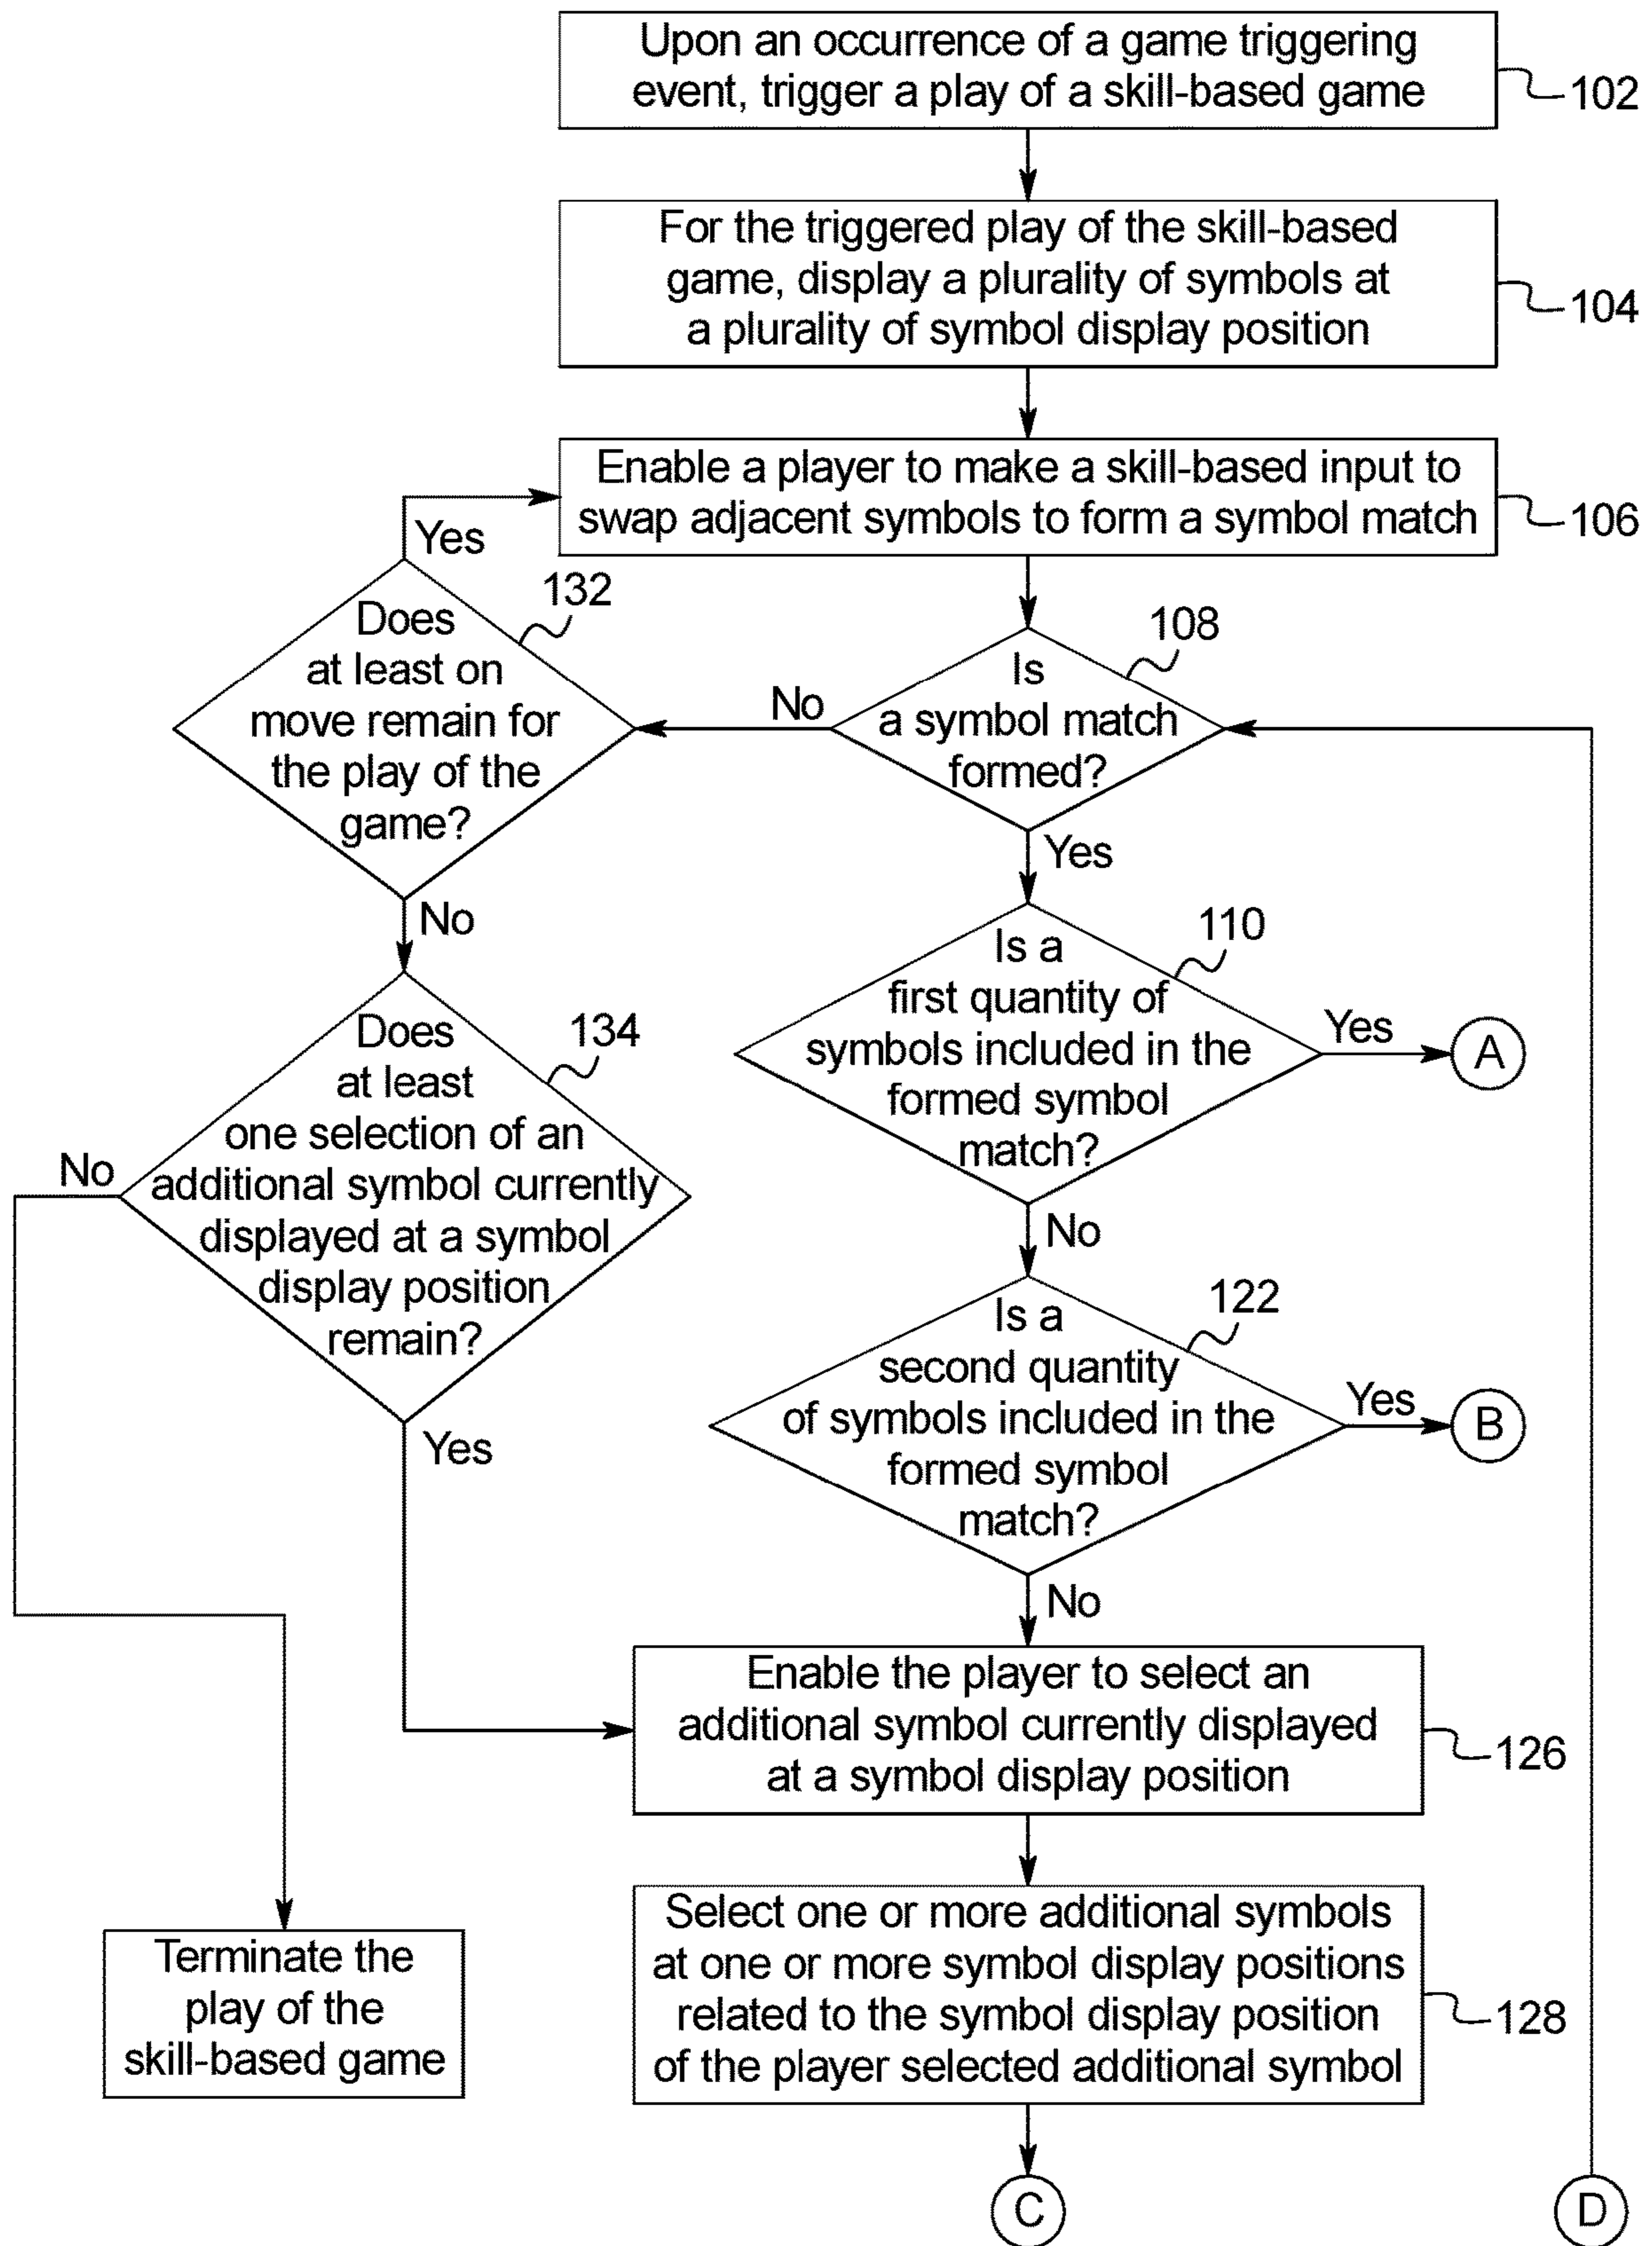 Upon an occurrence of a game triggering
event, trigger a play of a skill-based game
102
For the triggered play of the skill-based
game, display a plurality of symbols at
a plurality of symbol display position
104
Enable a player to make a skill-based input to
swap adjacent symbols to form a symbol match
106
Yes
132
Does
at least on
move remain for
the play of the
game?
No
108
Is
a symbol match
formed?
No
Yes
110
Is a
first quantity of
symbols included in the
formed symbol
match?
Yes
A
No
134
Does
at least
one selection of an
additional symbol currently
displayed at a symbol
display position
remain?
No
Yes
122
Is a
second quantity
of symbols included in the
formed symbol
match?
Yes
B
No
Enable the player to select an
additional symbol currently displayed
at a symbol display position
126
Select one or more additional symbols
at one or more symbol display positions
related to the symbol display position
of the player selected additional symbol
128
Terminate the
play of the
skill-based game
C
D